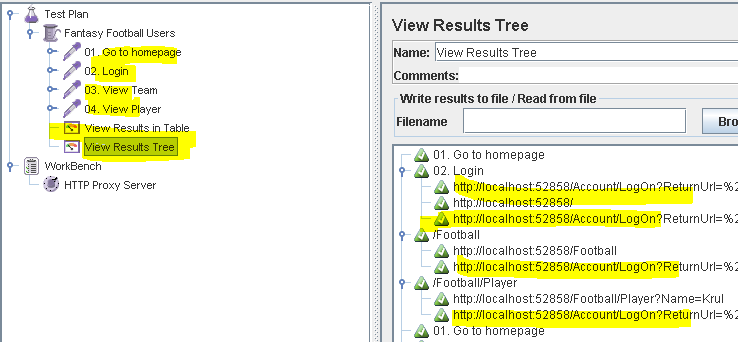 Test Plan
Fantasy Football Users
01. Go to homepage
02. Login
03. View Team
04. View Player
View Results in Table
View Results Tree
WorkBench
HTTP Proxy Server
View Results Tree
Name: View Results Tree
Comments:
Write results to file / Read from file
Filename Bro
01. Go to homepage
02. Login
http://localhost:52858/Account/LogOn?ReturnUrl=%2
http://localhost:52858/
http://localhost:52858/Account/LogOn?ReturnUrl=%2
/Football
http://localhost:52858/Football
http://localhost:52858/Account/LogOn?ReturnUrl=%2
/Football/Player
http://localhost:52858/Football/Player?Name=Krul
http://localhost:52858/Account/LogOn?ReturnUrl=%2
01. Go to homepage